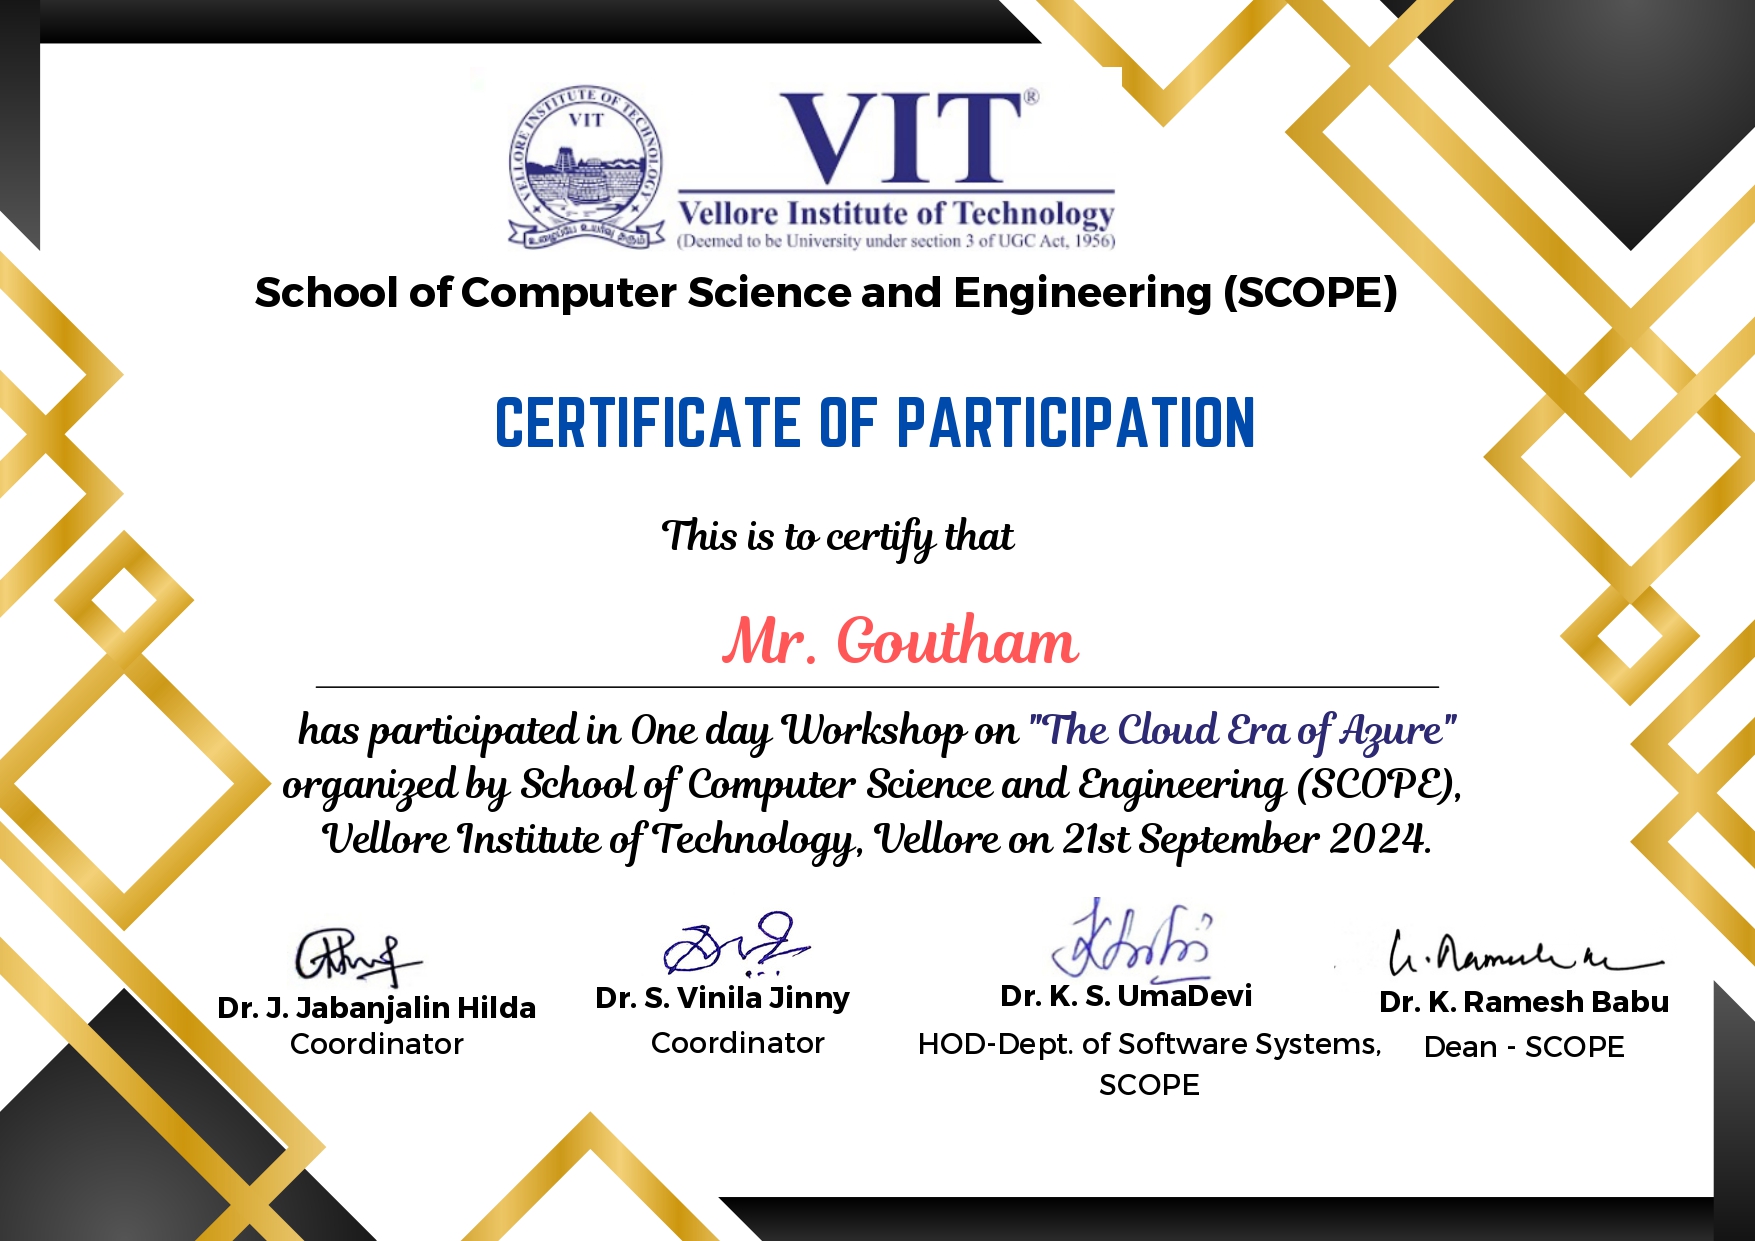 VELLORE INSTITUTE OF TECHNOLOGY
VIT
VIT®
Vellore Institute of Technology
(Deemed to be University under section 3 of UGC Act, 1956)
School of Computer Science and Engineering (SCOPE)
CERTIFICATE OF PARTICIPATION
This is to certify that
Mr. Goutham
has participated in One day Workshop on "The Cloud Era of Azure"
organized by School of Computer Science and Engineering (SCOPE),
Vellore Institute of Technology, Vellore on 21st September 2024.
Dr. J. Jabanjalin Hilda
Coordinator
Dr. S. Vinila Jinny
Coordinator
Dr. K. S. UmaDevi
HOD-Dept. of Software Systems,
SCOPE
Dr. K. Ramesh Babu
Dean - SCOPE